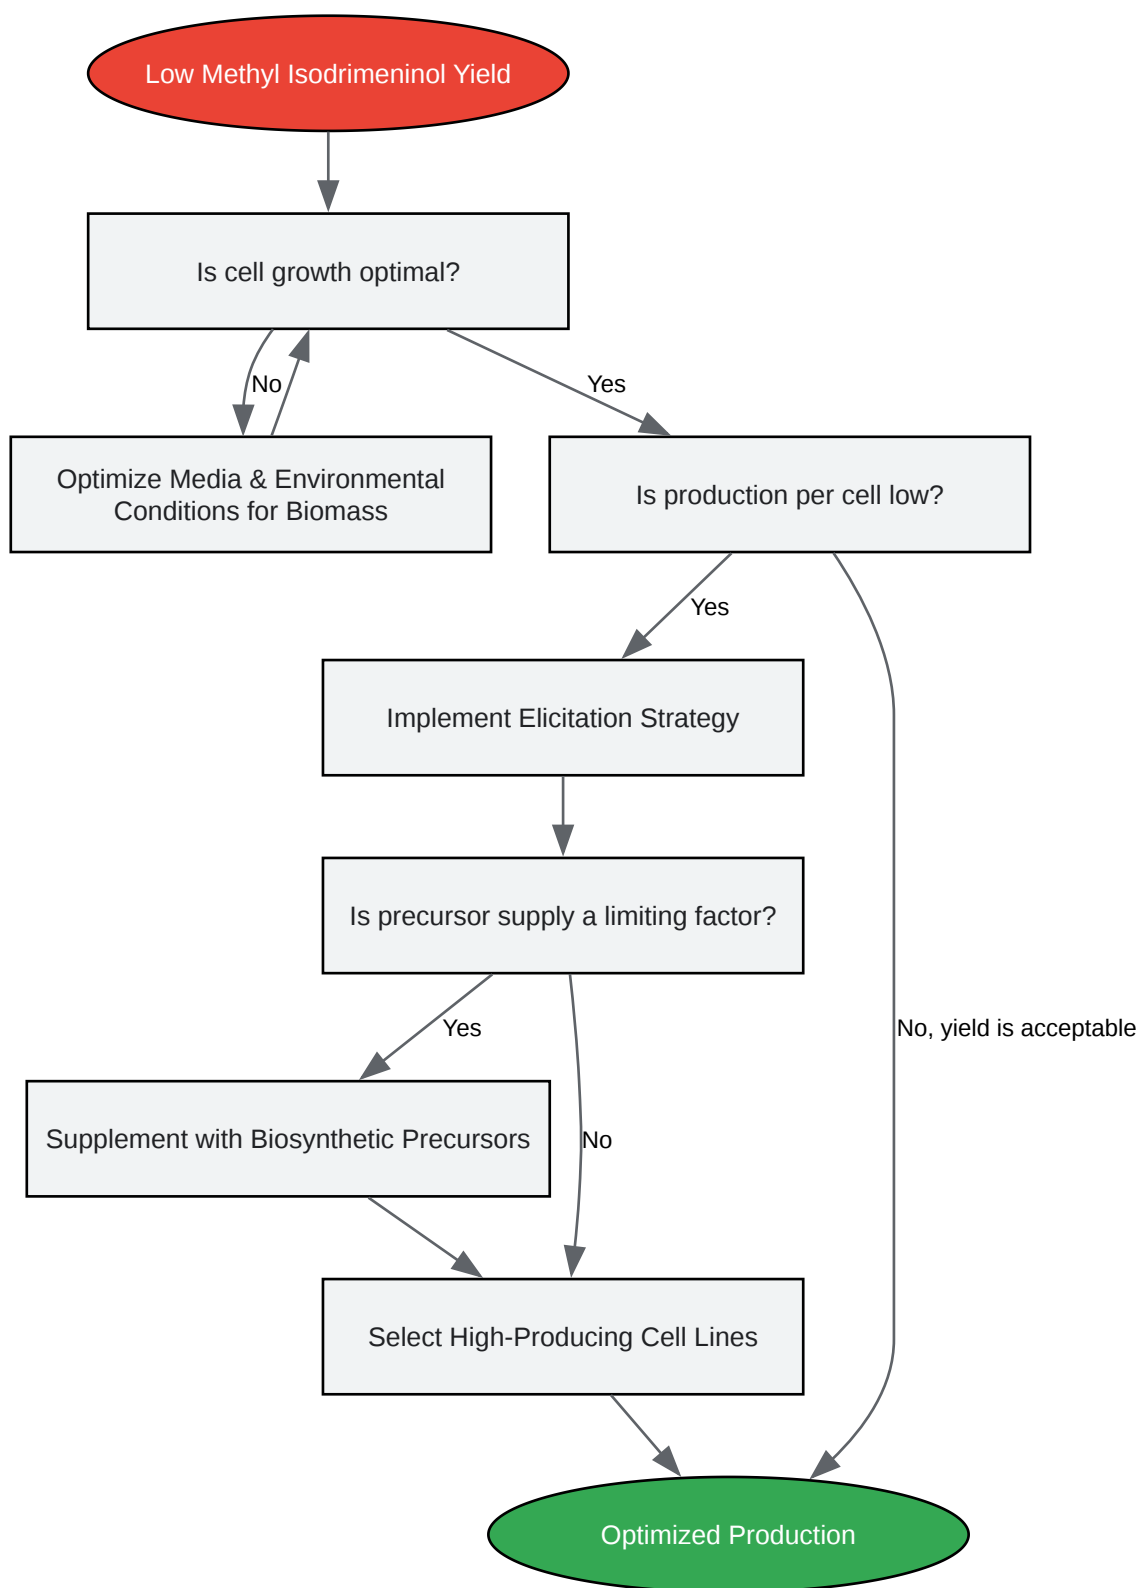 Low Methyl Isodrimeninol Yield
Is cell growth optimal?
No
Yes
Optimize Media & Environmental
Conditions for Biomass
Is production per cell low?
Yes
Implement Elicitation Strategy
Is precursor supply a limiting factor?
Yes
No, yield is acceptable
Supplement with Biosynthetic Precursors
No
Select High-Producing Cell Lines
Optimized Production